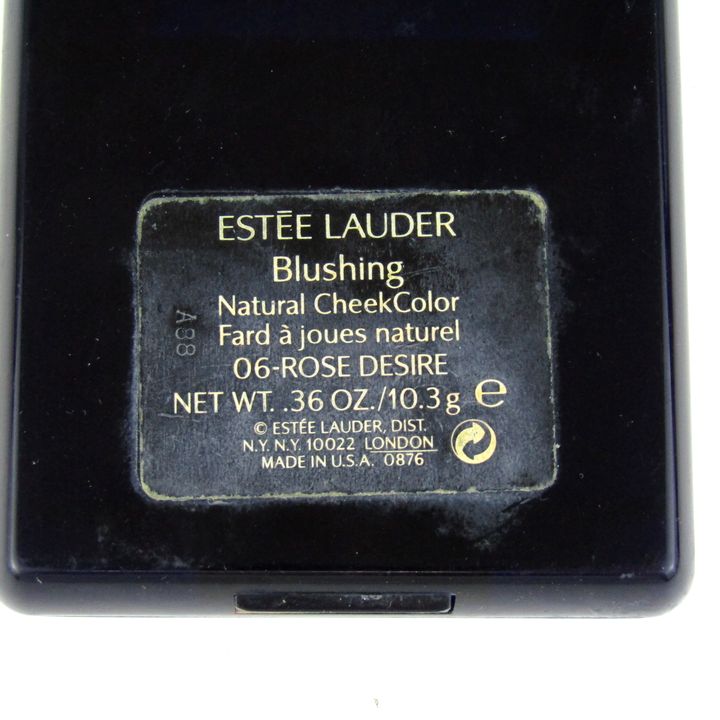 ESTĒE LAUDER
Blushing
Natural CheekColor
Fard à joues naturel
06-ROSE DESIRE
NET WT. .36 OZ./10.3 g e
© ESTĒE LAUDER, DIST.
N.Y. N.Y. 10022 LONDON
MADE IN U.S.A. 0876
A88